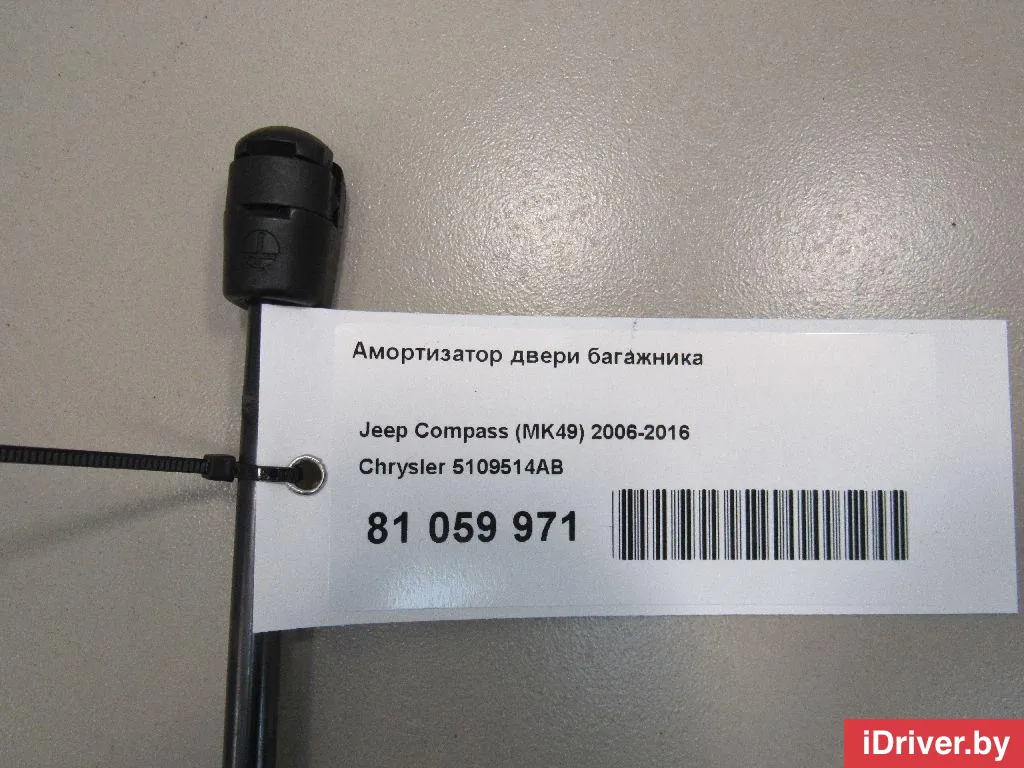 Амортизатор двери багажника
Jeep Compass (MK49) 2006-2016
Chrysler 5109514AB
81 059 971
iDriver.by